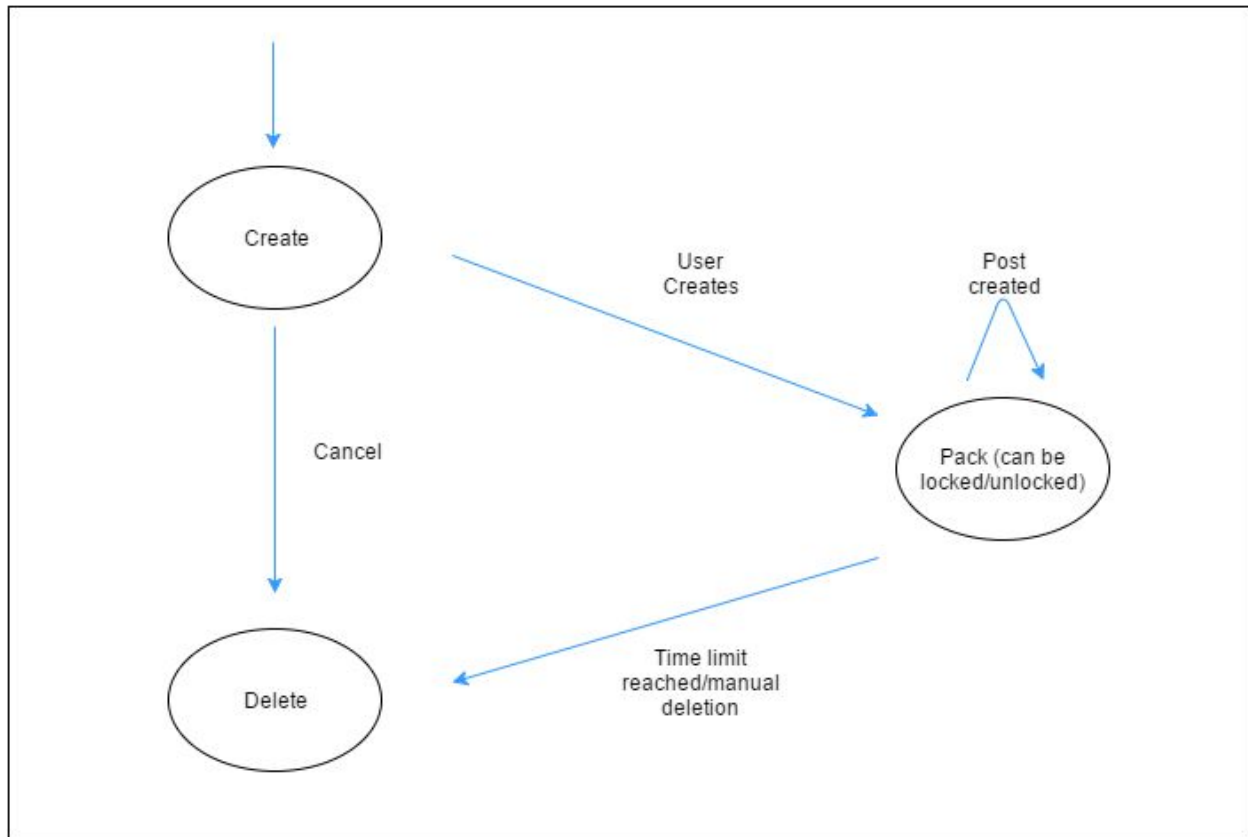 Create
User
Creates
Post
created
Cancel
Pack (can be
locked/unlocked)
Time limit
reached/manual
deletion
Delete